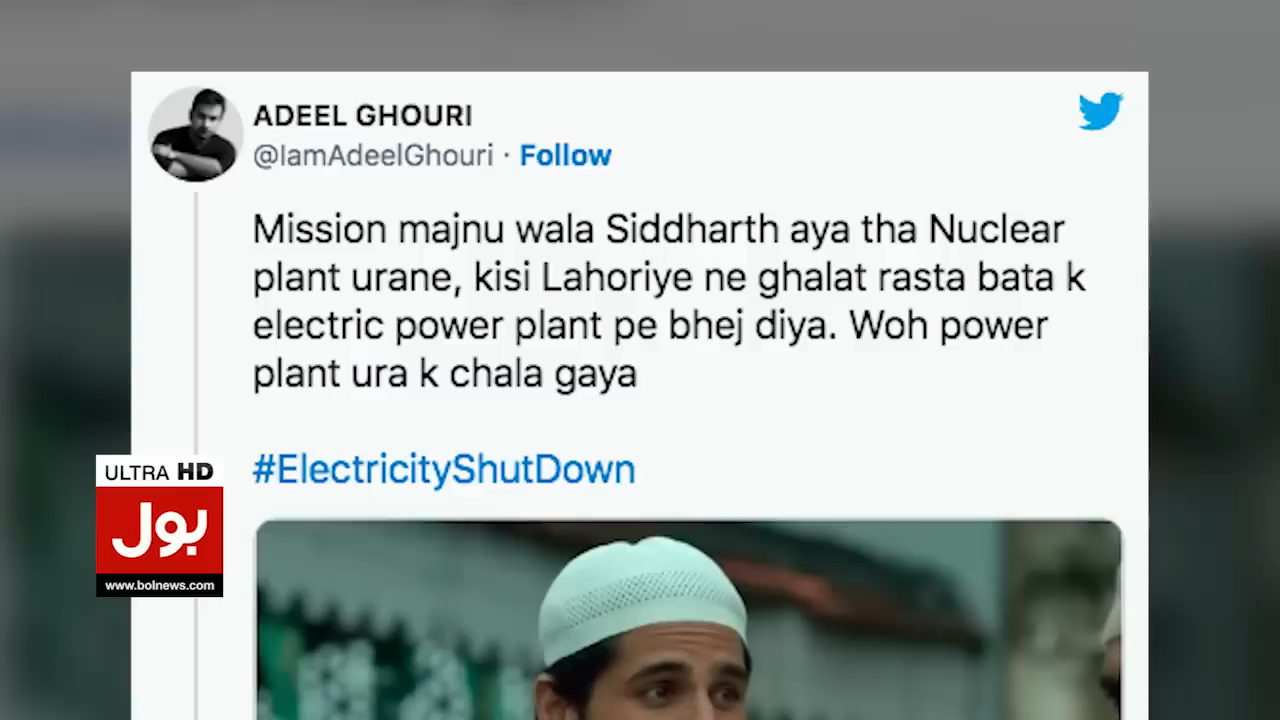 ADEEL GHOURI
@IamAdeelGhouri · Follow
Mission majnu wala Siddharth aya tha Nuclear
plant urane, kisi Lahoriye ne ghalat rasta bata k
electric power plant pe bhej diya. Woh power
plant ura k chala gaya
#ElectricityShutDown
ULTRA HD
بول
www.bolnews.com